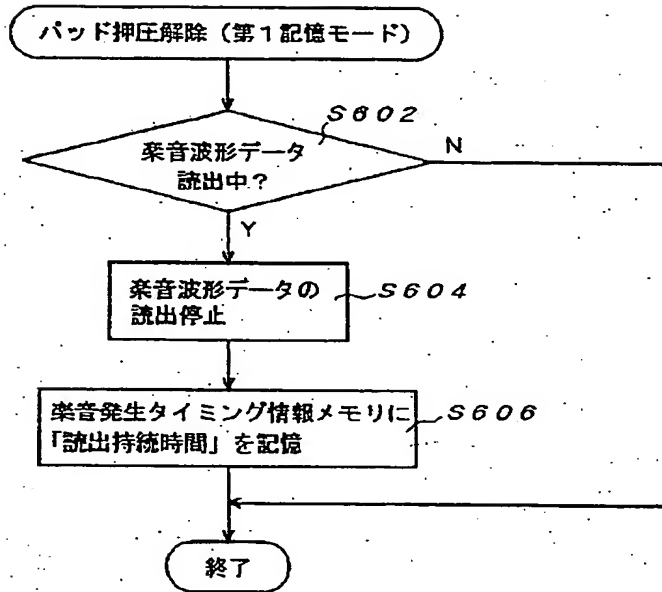 パッド押圧解除（第１記憶モード）
S602
楽音波形データ
読出中？
N
Y
楽音波形データの
読出停止
S604
楽音発生タイミング情報メモリに
「読出持続時間」を記憶
S606
終了